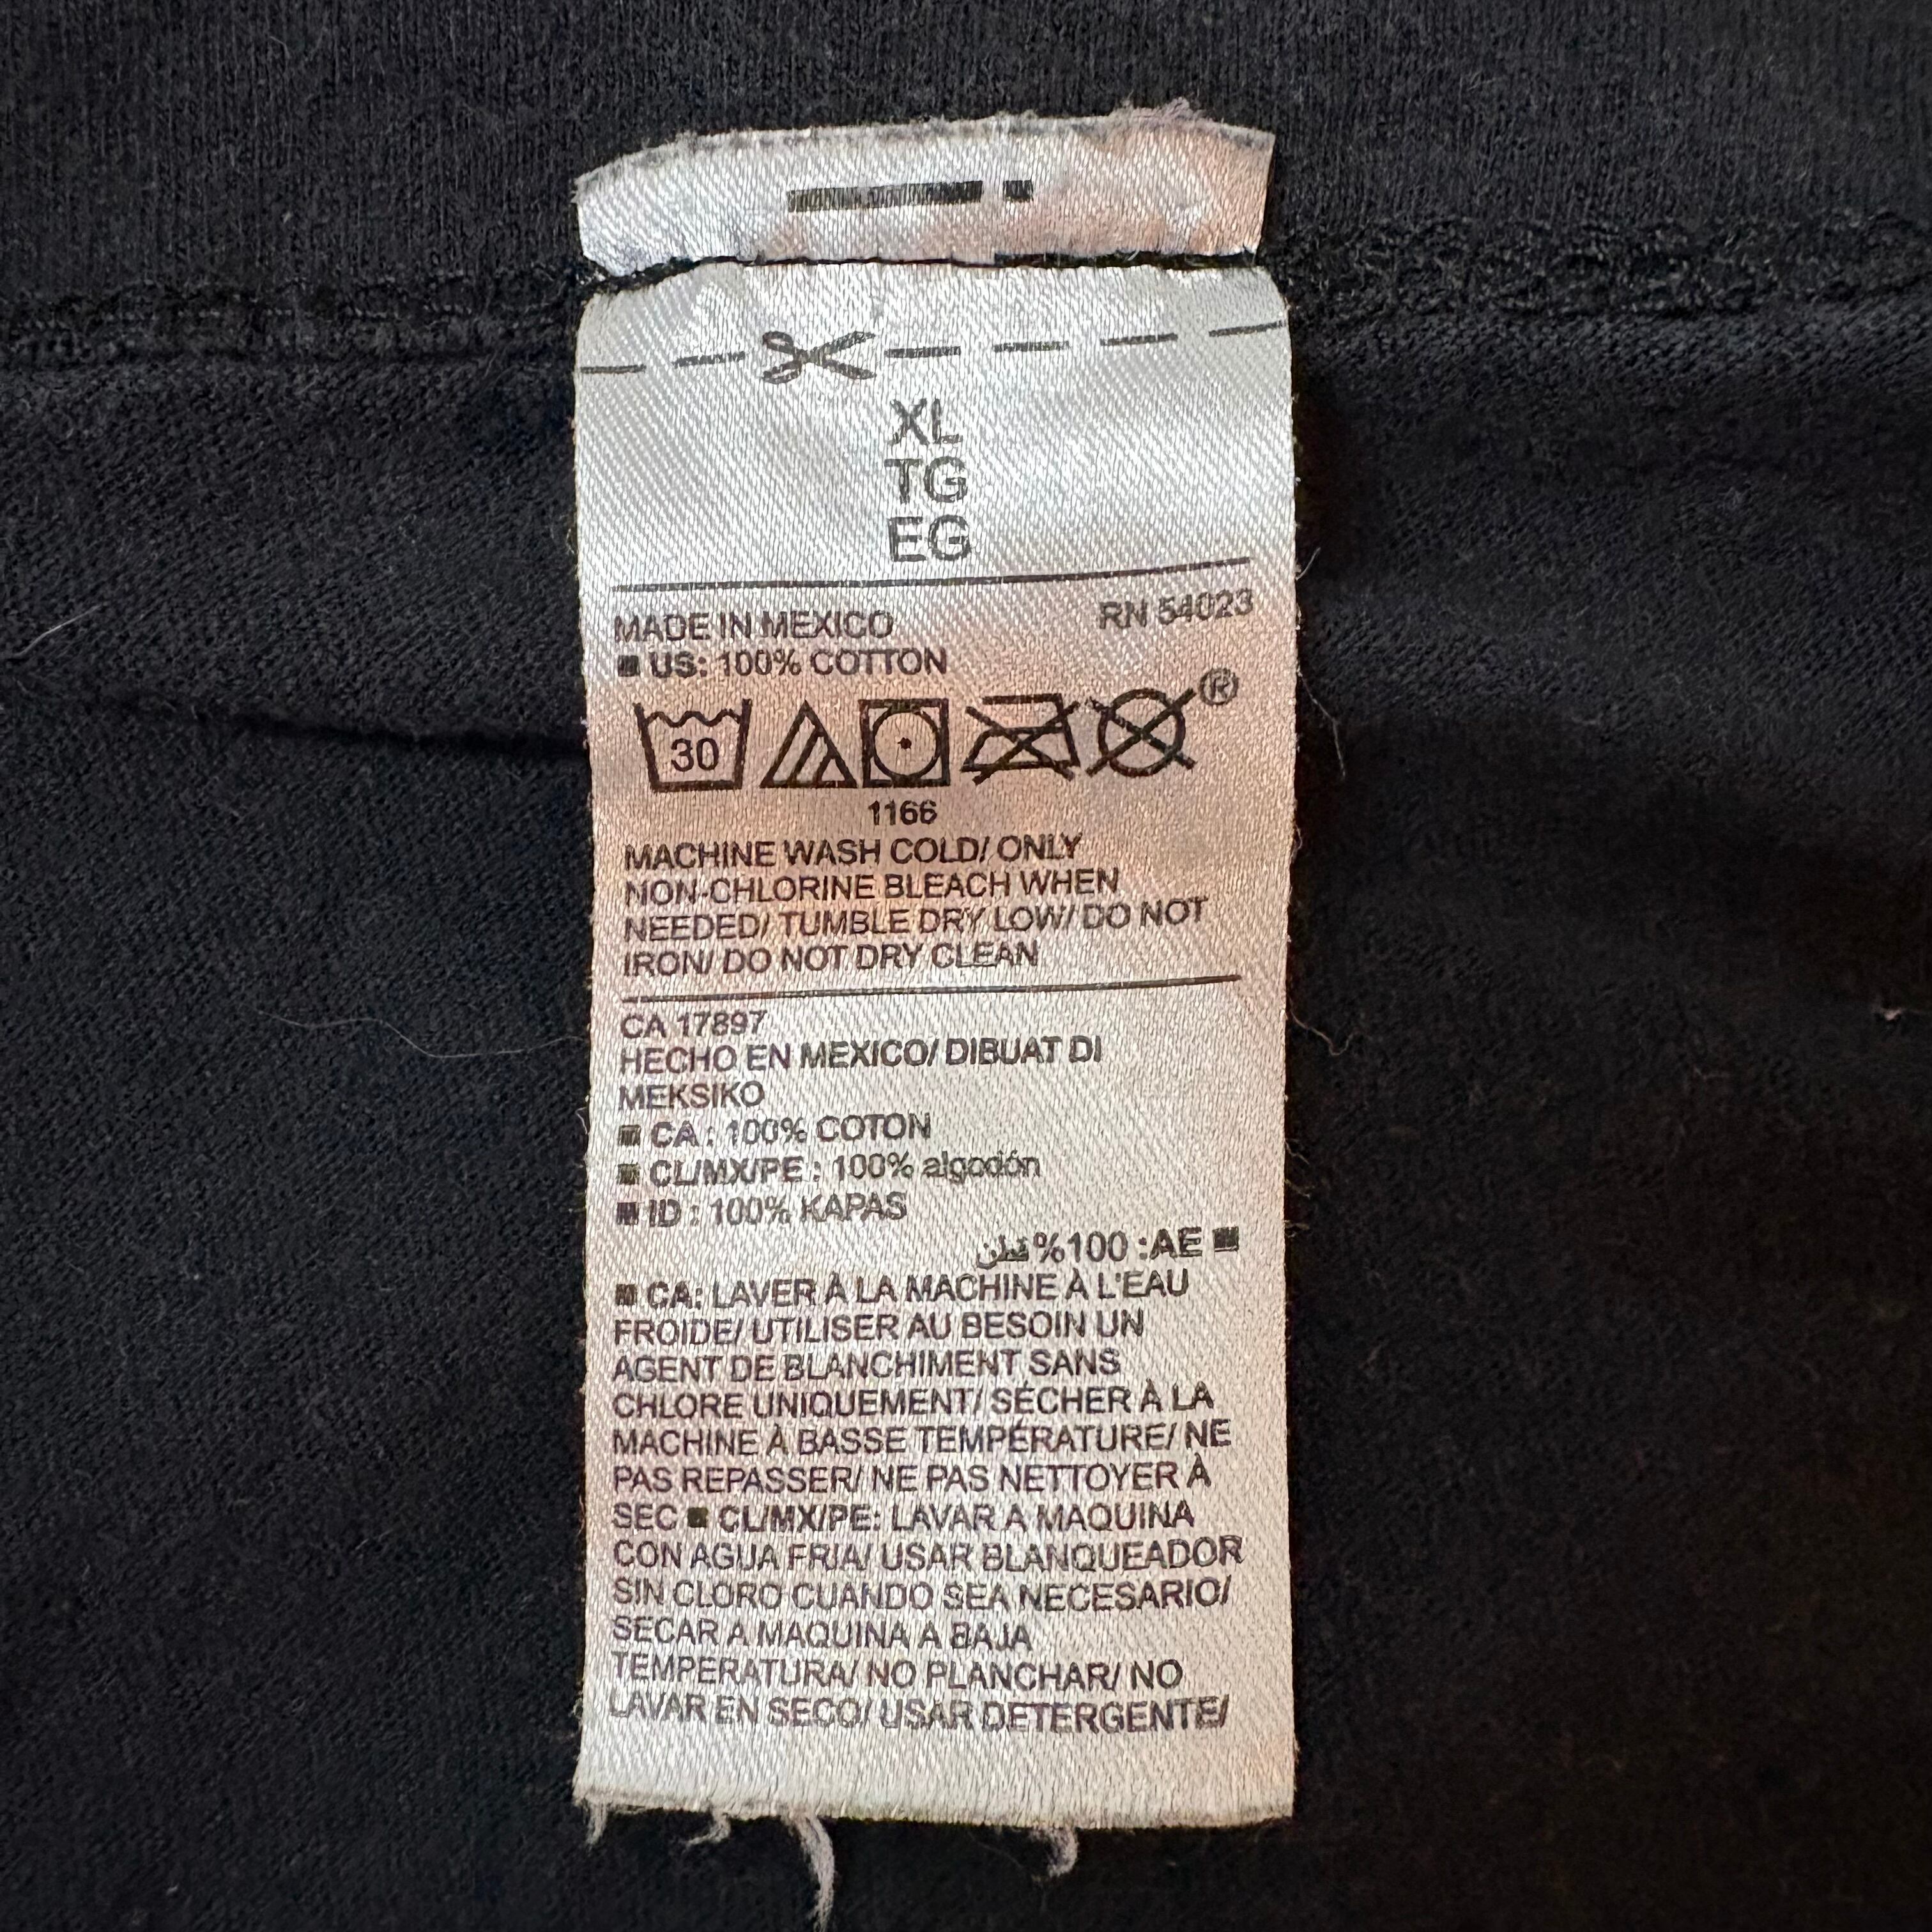 XL
TG
EG
MADE IN MEXICO RN 54023
■ US: 100% COTTON
30 ®
1166
MACHINE WASH COLD/ ONLY
NON-CHLORINE BLEACH WHEN
NEEDED/ TUMBLE DRY LOW/ DO NOT
IRON/ DO NOT DRY CLEAN
CA 17897
HECHO EN MEXICO/ DIBUAT DI
MEKSIKO
■ CA : 100% COTON
■ CL/MX/PE : 100% algodón
■ ID : 100% KAPAS
■ AE: 100% قطن
■ CA: LAVER À LA MACHINE À L'EAU
FROIDE/ UTILISER AU BESOIN UN
AGENT DE BLANCHIMENT SANS
CHLORE UNIQUEMENT/ SÉCHER À LA
MACHINE À BASSE TEMPÉRATURE/ NE
PAS REPASSER/ NE PAS NETTOYER À
SEC ■ CL/MX/PE: LAVAR A MAQUINA
CON AGUA FRIA/ USAR BLANQUEADOR
SIN CLORO CUANDO SEA NECESARIO/
SECAR A MAQUINA A BAJA
TEMPERATURA/ NO PLANCHAR/ NO
LAVAR EN SECO/ USAR DETERGENTE/